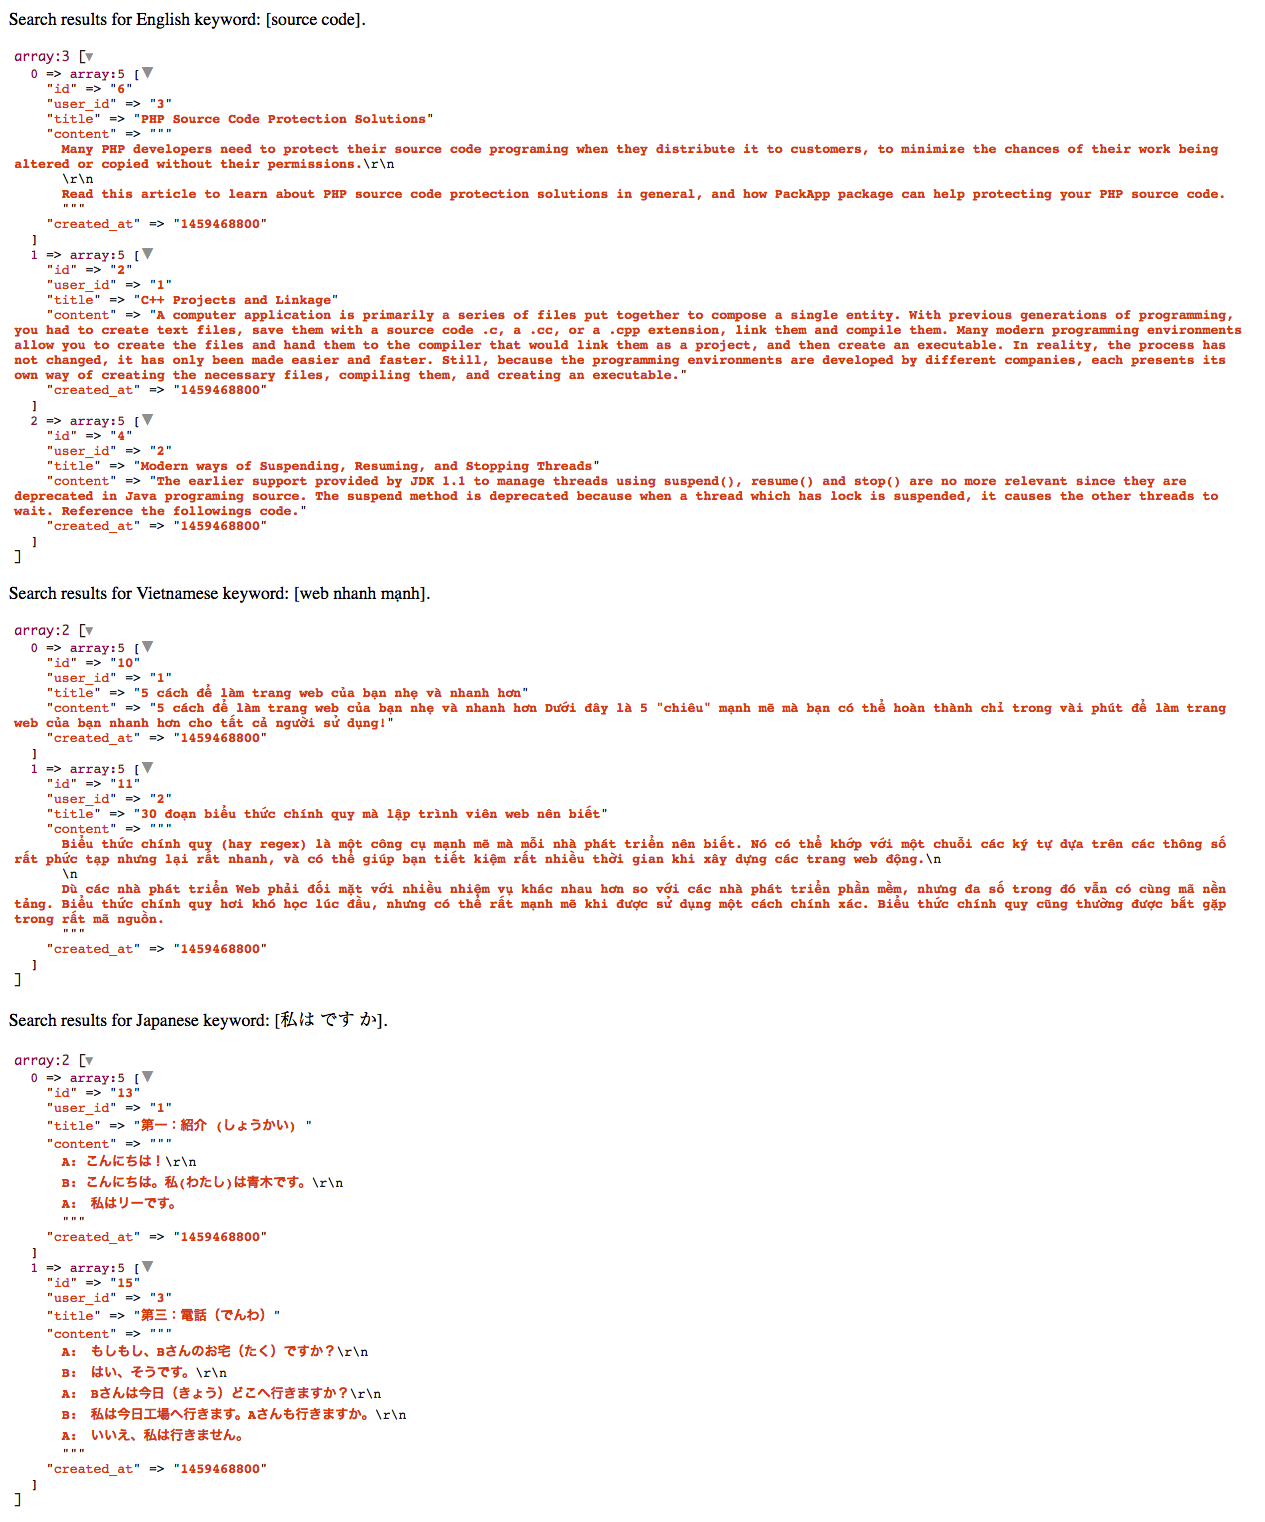 Search results for English keyword: [source code].
array:3 [▼
0 => array:5 [▼
"id" => "6"
"user_id" => "3"
"title" => "PHP Source Code Protection Solutions"
"content" => """
Many PHP developers need to protect their source code programing when they distribute it to customers, to minimize the chances of their work being
altered or copied without their permissions.\r\n
\r\n
Read this article to learn about PHP source code protection solutions in general, and how PackApp package can help protecting your PHP source code.
"""
"created_at" => "1459468800"
]
1 => array:5 [▼
"id" => "2"
"user_id" => "1"
"title" => "C++ Projects and Linkage"
"content" => "A computer application is primarily a series of files put together to compose a single entity. With previous generations of programming,
you had to create text files, save them with a source code .c, a .cc, or a .cpp extension, link them and compile them. Many modern programming environments
allow you to create the files and hand them to the compiler that would link them as a project, and then create an executable. In reality, the process has
not changed, it has only been made easier and faster. Still, because the programming environments are developed by different companies, each presents its
own way of creating the necessary files, compiling them, and creating an executable."
"created_at" => "1459468800"
]
2 => array:5 [▼
"id" => "4"
"user_id" => "2"
"title" => "Modern ways of Suspending, Resuming, and Stopping Threads"
"content" => "The earlier support provided by JDK 1.1 to manage threads using suspend(), resume() and stop() are no more relevant since they are
deprecated in Java programing source. The suspend method is deprecated because when a thread which has lock is suspended, it causes the other threads to
wait. Reference the followings code."
"created_at" => "1459468800"
]
]
Search results for Vietnamese keyword: [web nhanh mạnh].
array:2 [▼
0 => array:5 [▼
"id" => "10"
"user_id" => "1"
"title" => "5 cách để làm trang web của bạn nhẹ và nhanh hơn"
"content" => "5 cách để làm trang web của bạn nhẹ và nhanh hơn Dưới đây là 5 "chiêu" mạnh mẽ mà bạn có thể hoàn thành chỉ trong vài phút để làm trang
web của bạn nhanh hơn cho tất cả người sử dụng!"
"created_at" => "1459468800"
]
1 => array:5 [▼
"id" => "11"
"user_id" => "2"
"title" => "30 đoạn biểu thức chính quy mà lập trình viên web nên biết"
"content" => """
Biểu thức chính quy (hay regex) là một công cụ mạnh mẽ mà mỗi nhà phát triển nên biết. Nó có thể khớp với một chuỗi các ký tự dựa trên các thông số
rất phức tạp nhưng lại rất nhanh, và có thể giúp bạn tiết kiệm rất nhiều thời gian khi xây dựng các trang web động.\n
\n
Dù các nhà phát triển Web phải đối mặt với nhiều nhiệm vụ khác nhau hơn so với các nhà phát triển phần mềm, nhưng đa số trong đó vẫn có cùng mã nền
tảng. Biểu thức chính quy hơi khó học lúc đầu, nhưng có thể rất mạnh mẽ khi được sử dụng một cách chính xác. Biểu thức chính quy cũng thường được bắt gặp
trong rất mã nguồn.
"""
"created_at" => "1459468800"
]
]
Search results for Japanese keyword: [私は です か].
array:2 [▼
0 => array:5 [▼
"id" => "13"
"user_id" => "1"
"title" => "第一：紹介 (しょうかい) "
"content" => """
A: こんにちは！\r\n
B: こんにちは。私(わたし)は青木です。\r\n
A: 私はリーです。
"""
"created_at" => "1459468800"
]
1 => array:5 [▼
"id" => "15"
"user_id" => "3"
"title" => "第三：電話（でんわ）"
"content" => """
A: もしもし、Bさんのお宅（たく）ですか？\r\n
B: はい、そうです。\r\n
A: Bさんは今日（きょう）どこへ行きますか？\r\n
B: 私は今日工場へ行きます。Aさんも行きますか。\r\n
A: いいえ、私は行きません。
"""
"created_at" => "1459468800"
]
]